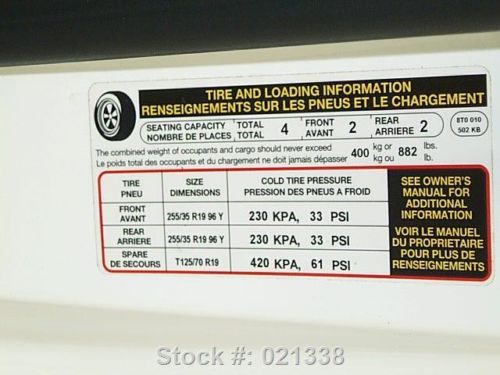 TIRE AND LOADING INFORMATION
RENSEIGNEMENTS SUR LES PNEUS ET LE CHARGEMENT
SEATING CAPACITY TOTAL 4 FRONT 2 REAR 2
NOMBRE DE PLACES TOTAL AVANT ARRIERE
8T0 010
502 KB
The combined weight of occupants and cargo should never exceed 400 kg or 882 lbs.
Le poids total des occupants et du chargement ne doit jamais dépasser kg ou lb.
TIRE SIZE COLD TIRE PRESSURE
PNEU DIMENSIONS PRESSION DES PNEUS A FROID
FRONT
AVANT 255/35 R19 96 Y 230 KPA, 33 PSI
REAR
ARRIERE 255/35 R19 96 Y 230 KPA, 33 PSI
SPARE
DE SECOURS T125/70 R19 420 KPA, 61 PSI
SEE OWNER'S
MANUAL FOR
ADDITIONAL
INFORMATION
VOIR LE MANUEL
DU PROPRIETAIRE
POUR PLUS DE
RENSEIGNEMENTS
Stock #: 021338